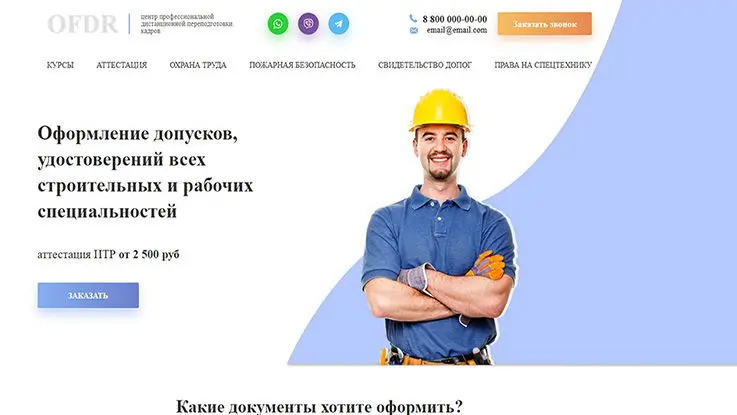 OFDR
центр профессиональной
дистанционной переподготовки
кадров
8 800 000-00-00
email@email.com
Заказать звонок
КУРСЫ АТТЕСТАЦИЯ ОХРАНА ТРУДА ПОЖАРНАЯ БЕЗОПАСНОСТЬ СВИДЕТЕЛЬСТВО ДОПОГ ПРАВА НА СПЕЦТЕХНИКУ
Оформление допусков,
удостоверений всех
строительных и рабочих
специальностей
аттестация ИТР от 2 500 руб
ЗАКАЗАТЬ
Какие документы хотите оформить?